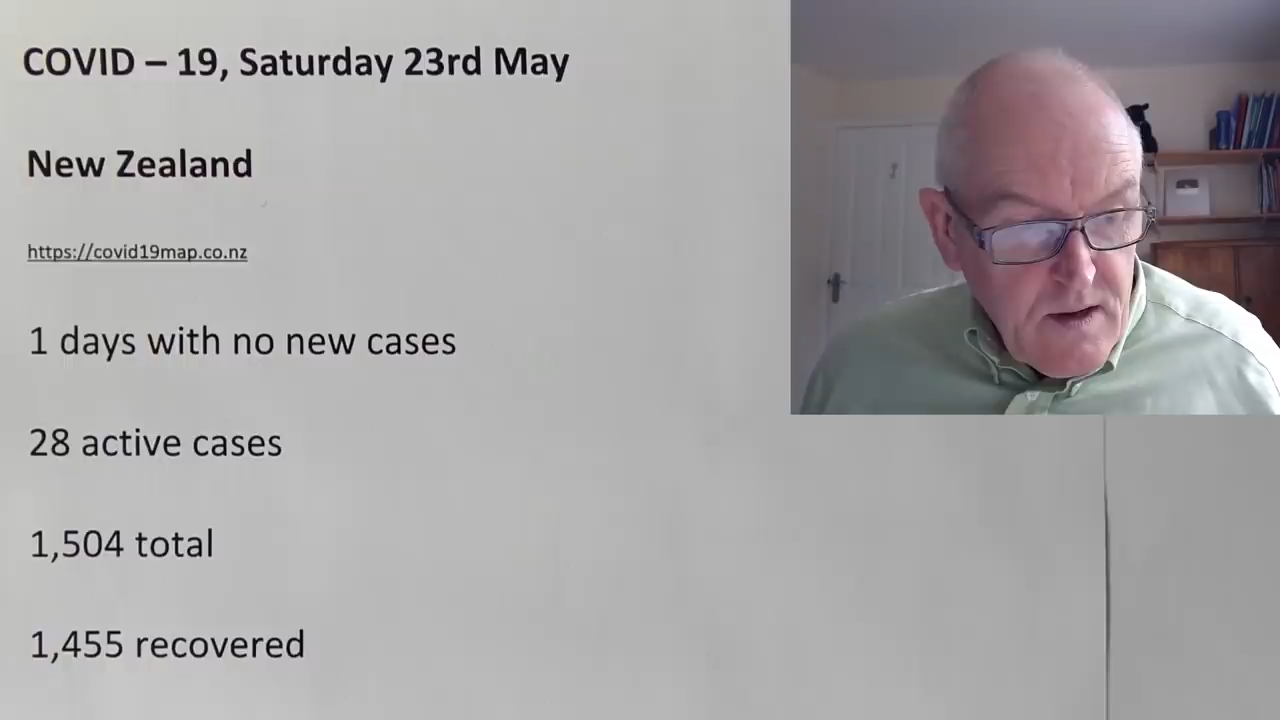 COVID – 19, Saturday 23rd May
New Zealand
https://covid19map.co.nz
1 days with no new cases
28 active cases
1,504 total
1,455 recovered